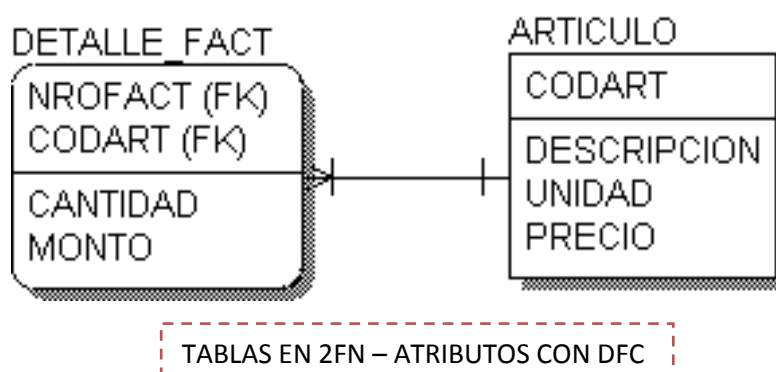 DETALLE_FACT
NROFACT (FK)
CODART (FK)
CANTIDAD
MONTO
ARTICULO
CODART
DESCRIPCION
UNIDAD
PRECIO
TABLAS EN 2FN – ATRIBUTOS CON DFC